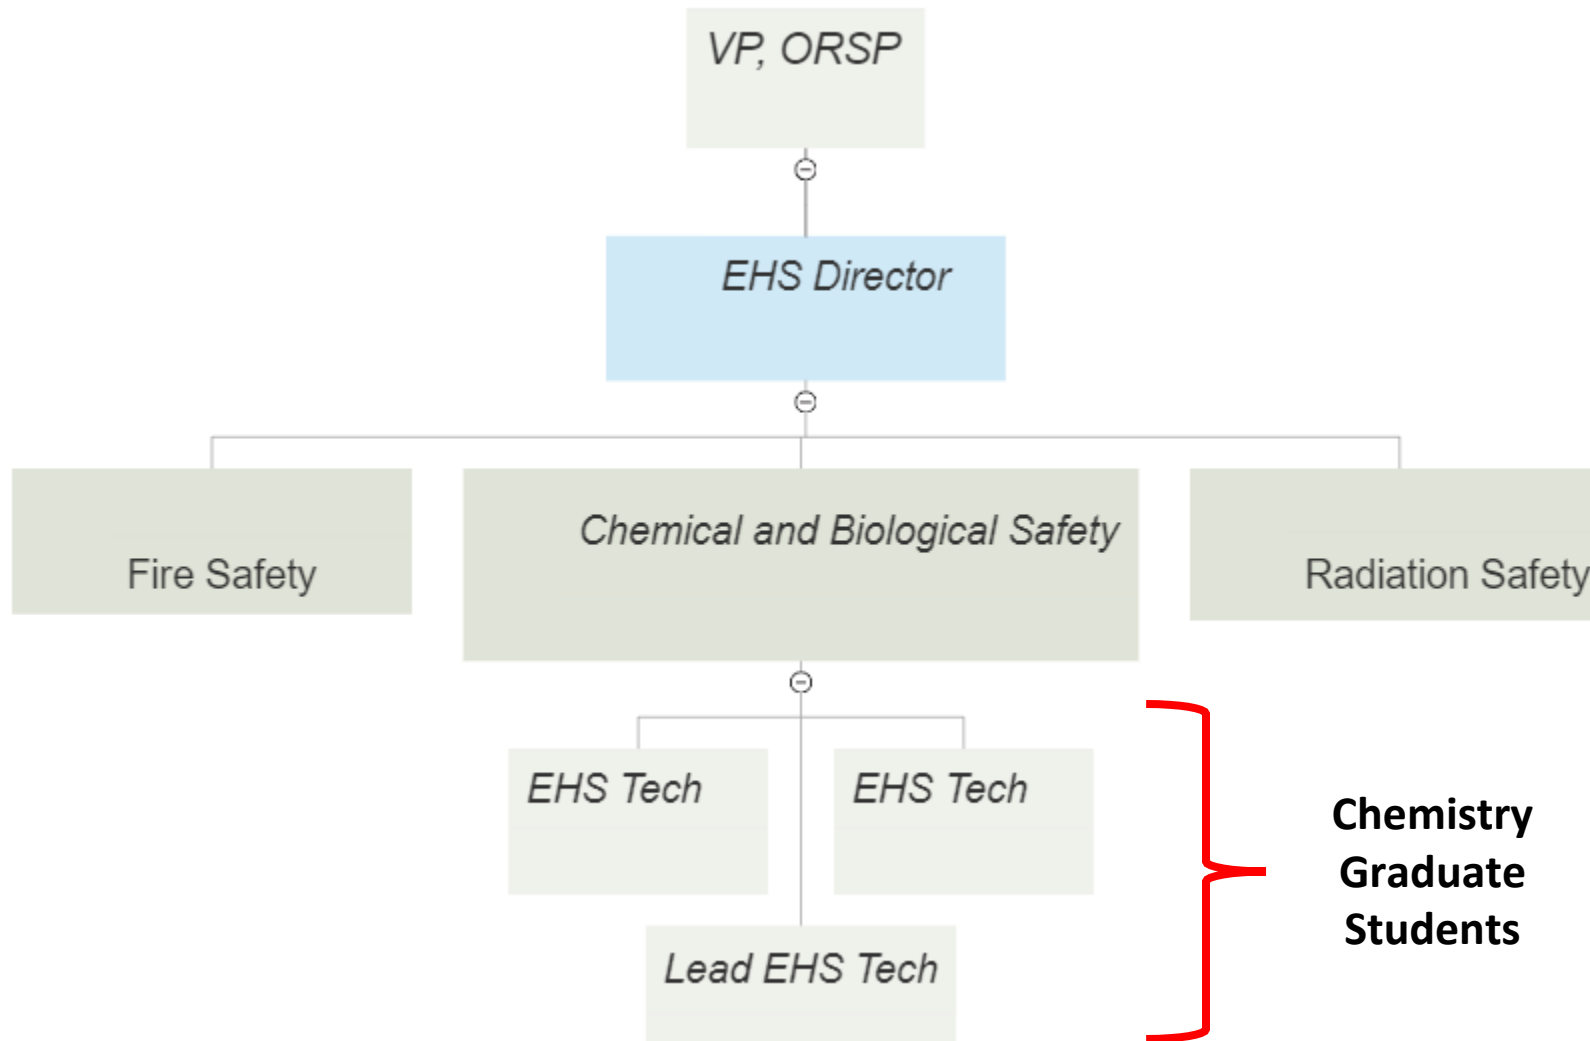 VP, ORSP
EHS Director
Chemical and Biological Safety
Fire Safety
Radiation Safety
EHS Tech
EHS Tech
Lead EHS Tech
Chemistry
Graduate
Students